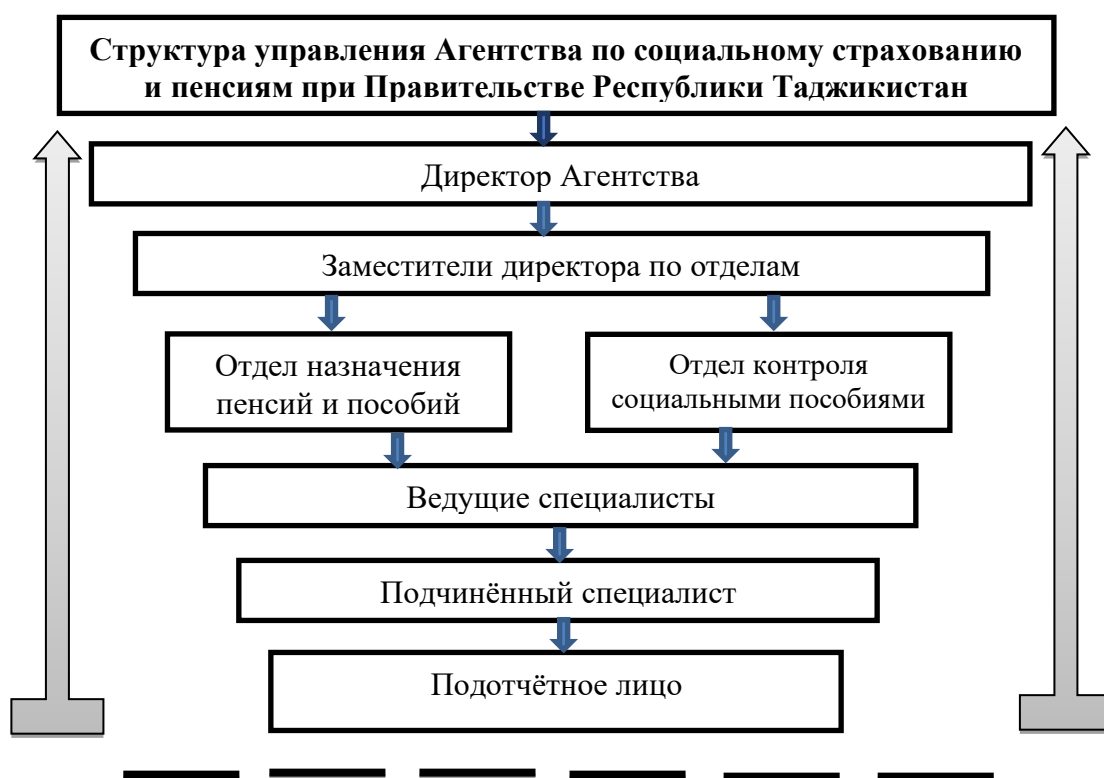 Структура управления Агентства по социальному страхованию
и пенсиям при Правительстве Республики Таджикистан
Директор Агентства
Заместители директора по отделам
Отдел назначения
пенсий и пособий
Отдел контроля
социальными пособиями
Ведущие специалисты
Подчинённый специалист
Подотчётное лицо